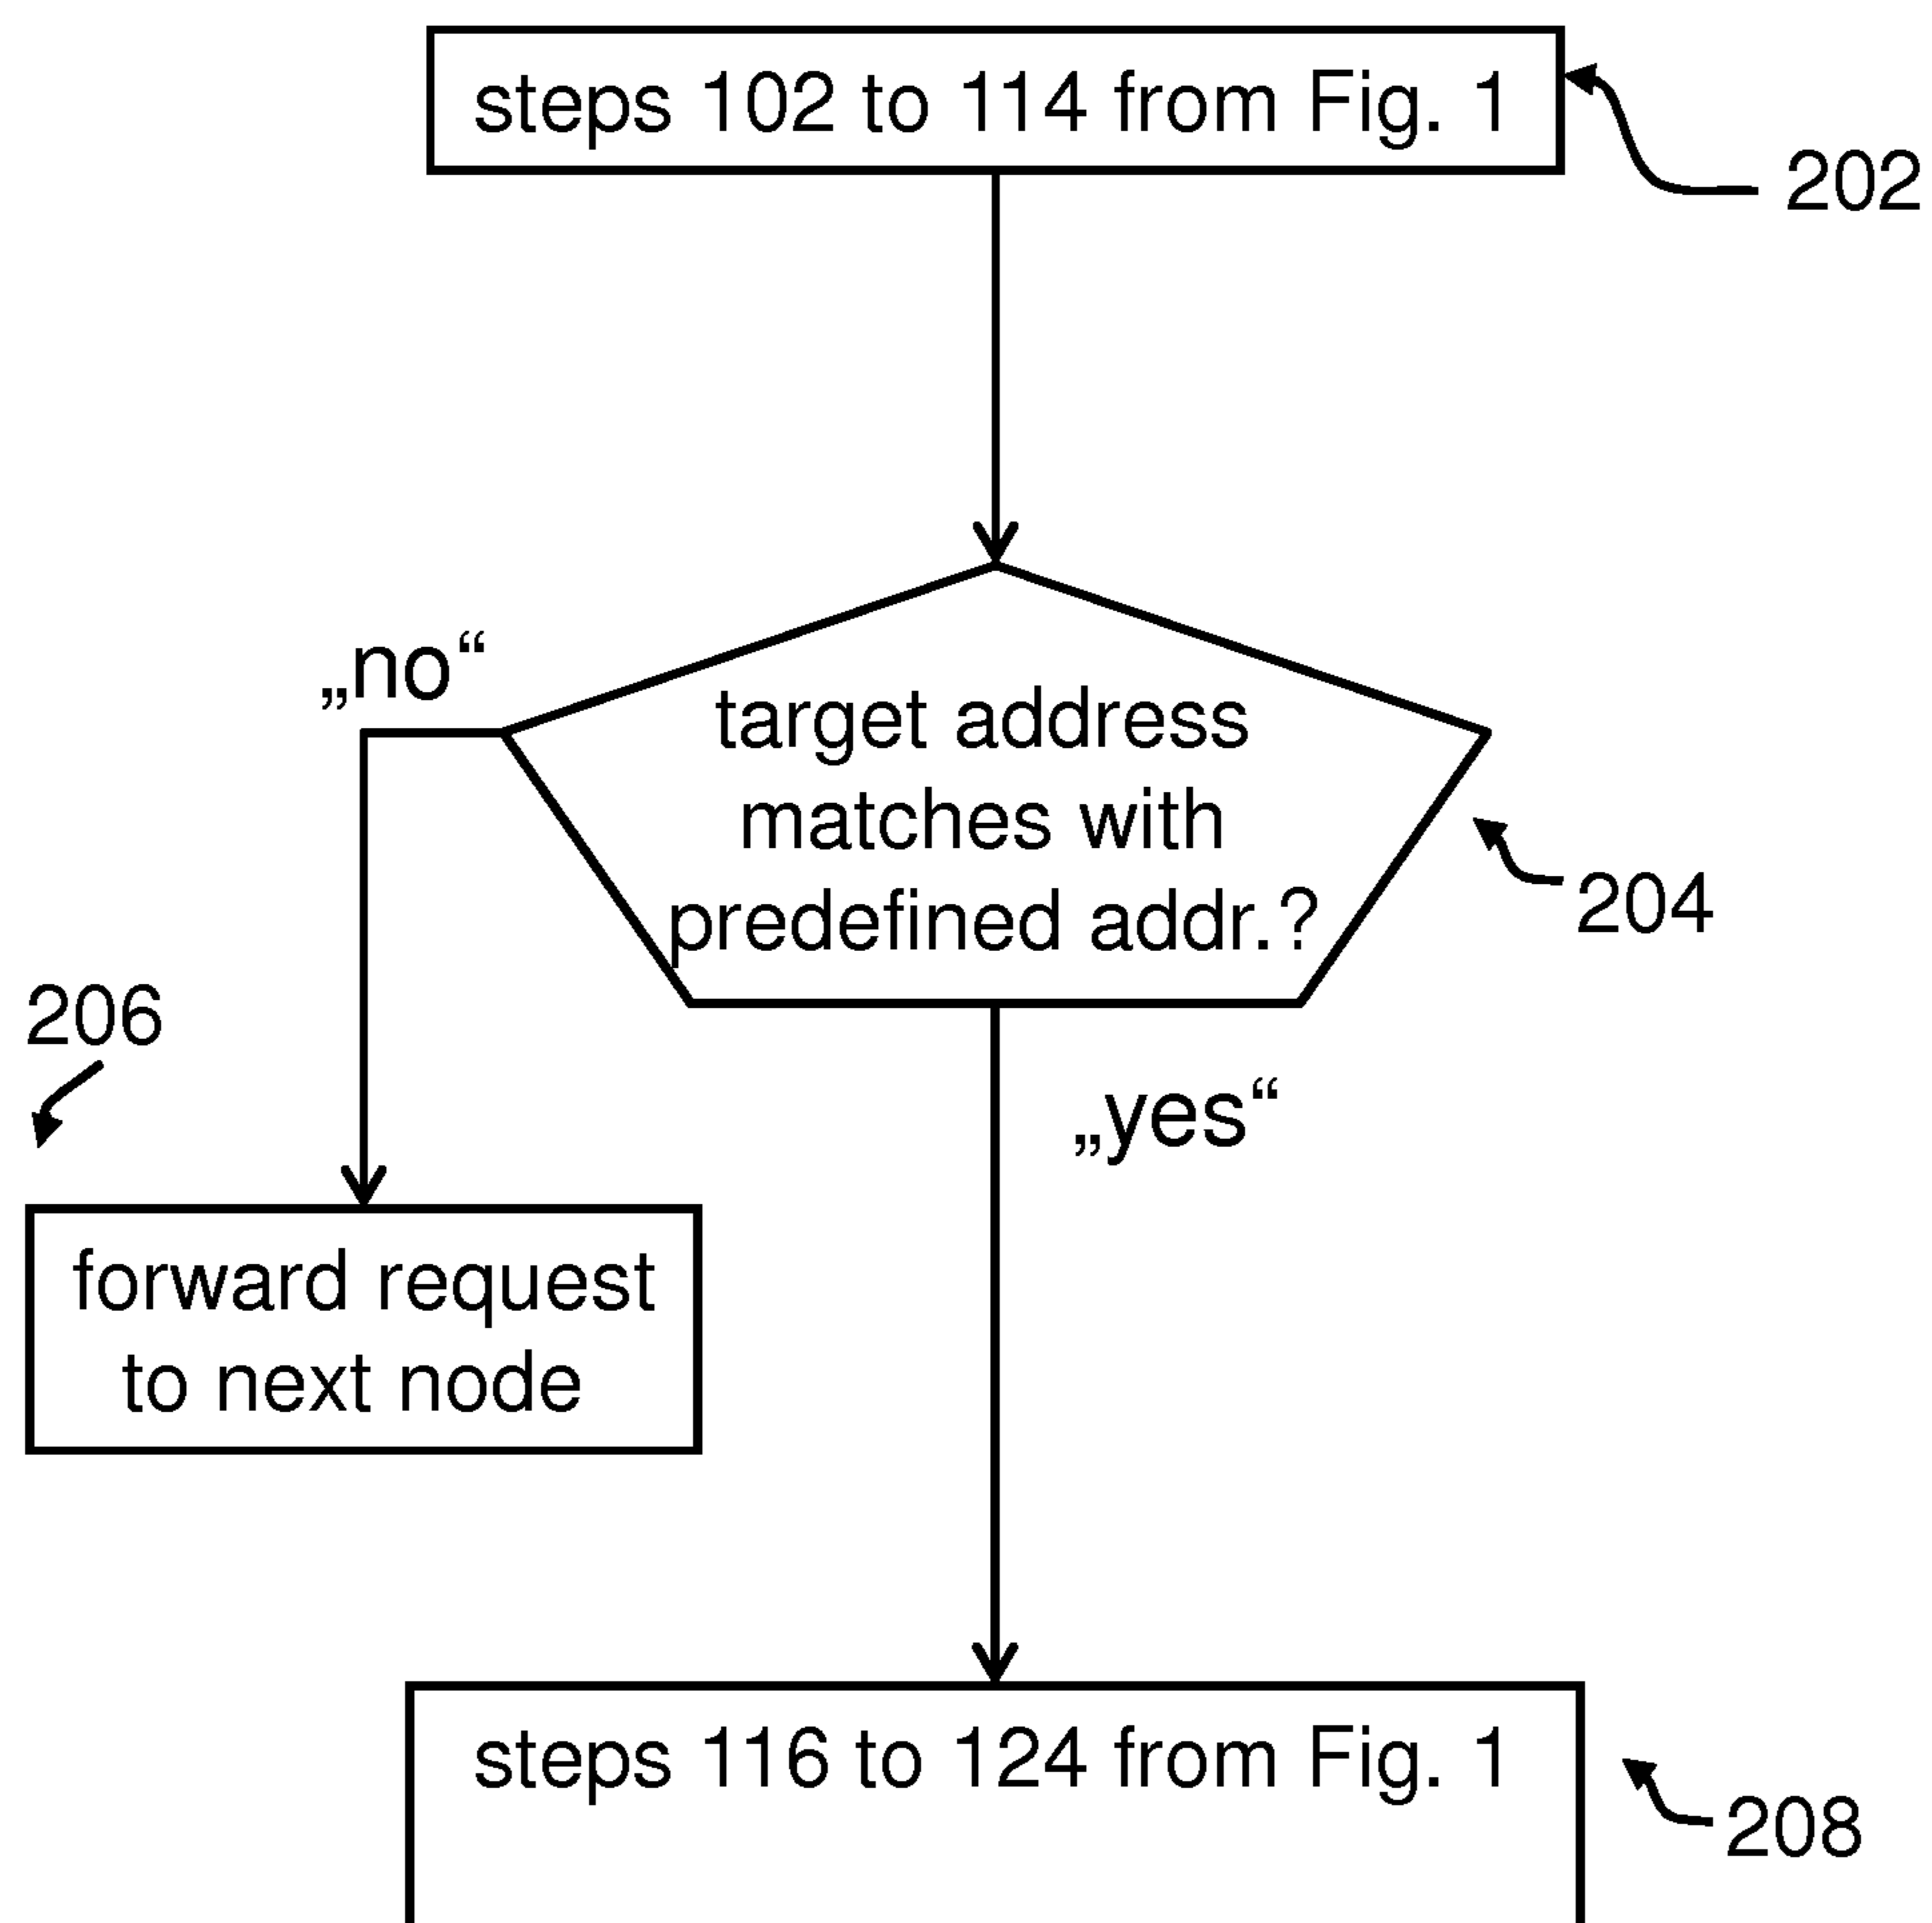 steps 102 to 114 from Fig. 1
202
„no“
target address
matches with
predefined addr.?
204
206
„yes“
forward request
to next node
steps 116 to 124 from Fig. 1
208